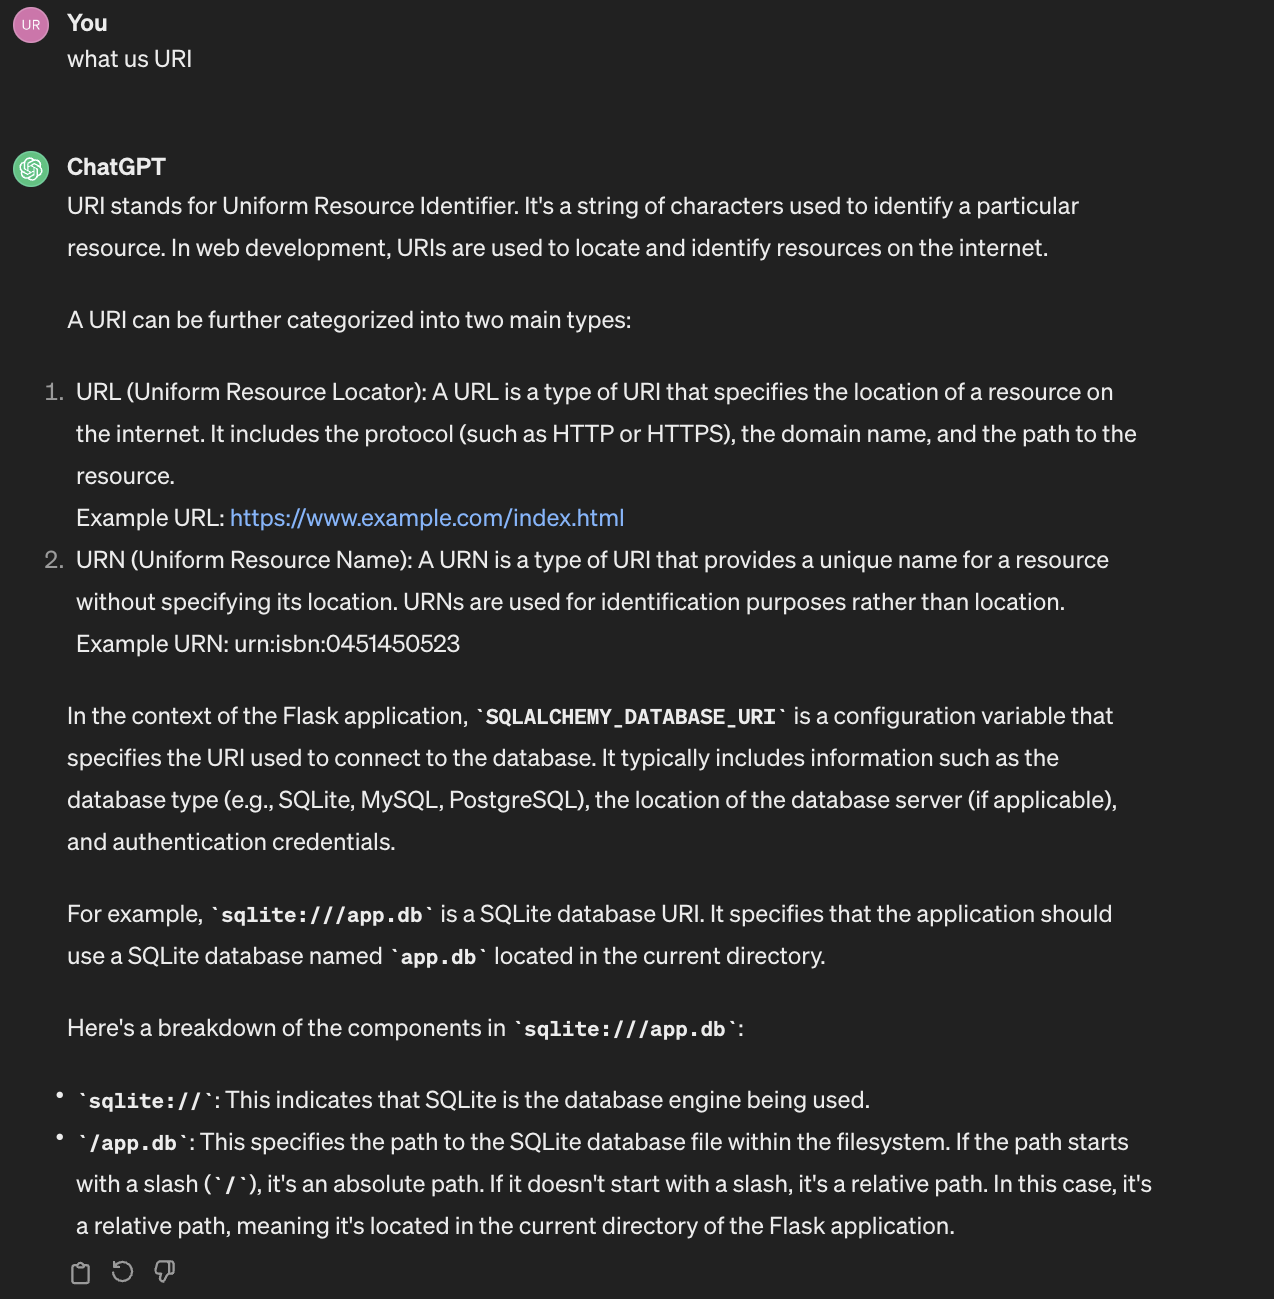 UR
You
what us URI
ChatGPT
URI stands for Uniform Resource Identifier. It's a string of characters used to identify a particular
resource. In web development, URIs are used to locate and identify resources on the internet.
A URI can be further categorized into two main types:
1. URL (Uniform Resource Locator): A URL is a type of URI that specifies the location of a resource on
the internet. It includes the protocol (such as HTTP or HTTPS), the domain name, and the path to the
resource.
Example URL: https://www.example.com/index.html
2. URN (Uniform Resource Name): A URN is a type of URI that provides a unique name for a resource
without specifying its location. URNs are used for identification purposes rather than location.
Example URN: urn:isbn:0451450523
In the context of the Flask application, `SQLALCHEMY_DATABASE_URI` is a configuration variable that
specifies the URI used to connect to the database. It typically includes information such as the
database type (e.g., SQLite, MySQL, PostgreSQL), the location of the database server (if applicable),
and authentication credentials.
For example, `sqlite:///app.db` is a SQLite database URI. It specifies that the application should
use a SQLite database named `app.db` located in the current directory.
Here's a breakdown of the components in `sqlite:///app.db`:
• `sqlite://`: This indicates that SQLite is the database engine being used.
• `/app.db`: This specifies the path to the SQLite database file within the filesystem. If the path starts
with a slash (`/`), it's an absolute path. If it doesn't start with a slash, it's a relative path. In this case, it's
a relative path, meaning it's located in the current directory of the Flask application.